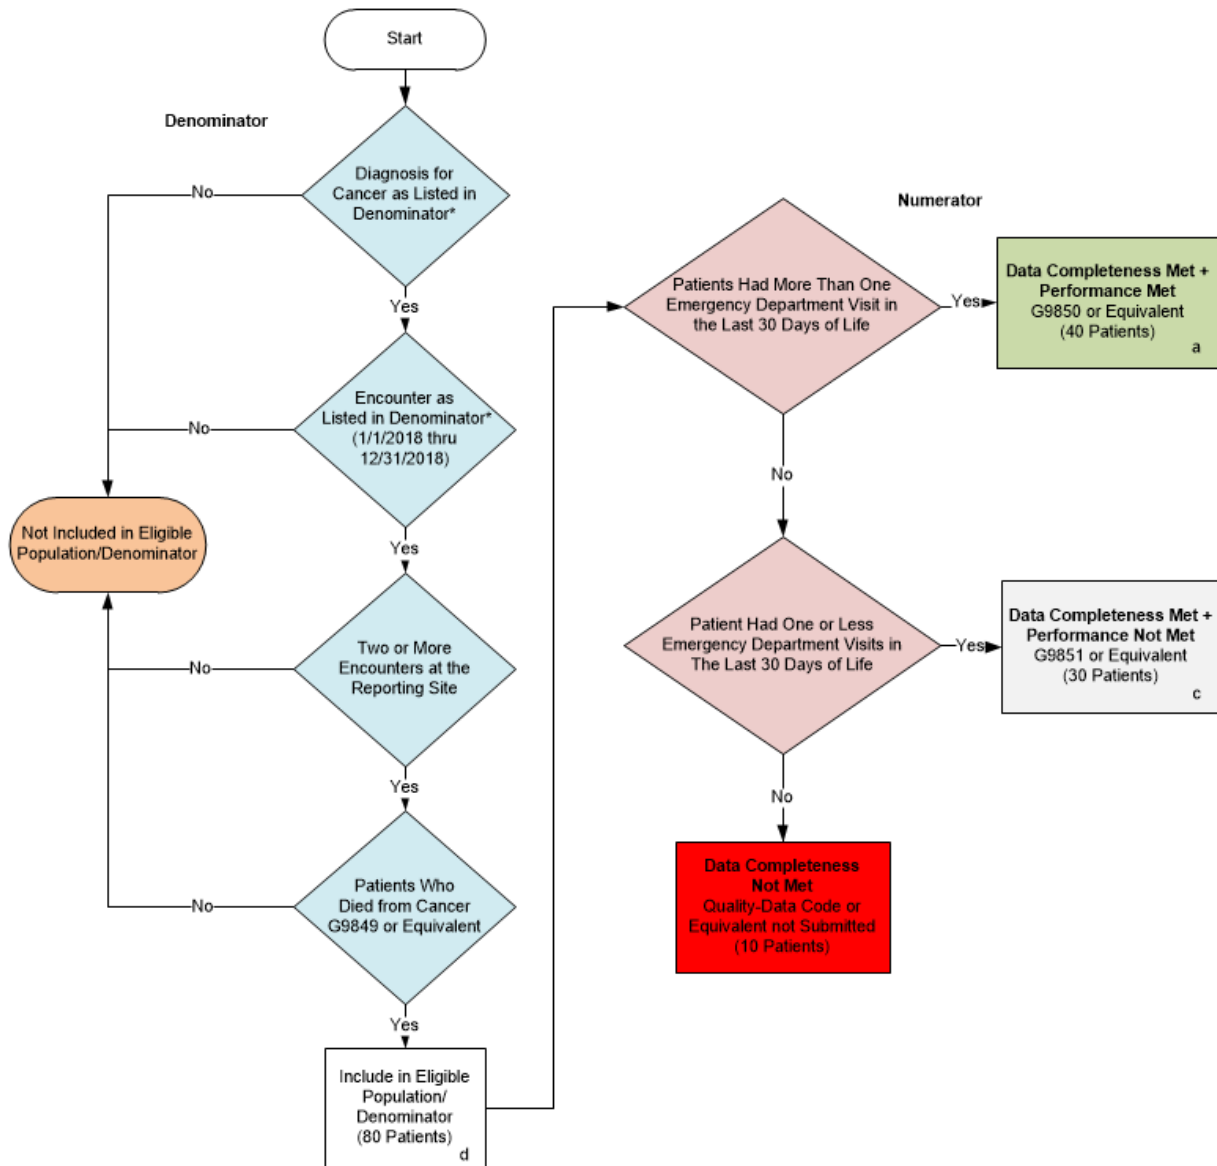 Start
Denominator
Diagnosis for
Cancer as Listed in
Denominator*
No
Yes
Encounter as
Listed in Denominator*
(1/1/2018 thru
12/31/2018)
No
Yes
Not Included in Eligible
Population/Denominator
Two or More
Encounters at the
Reporting Site
No
Yes
Patients Who
Died from Cancer
G9849 or Equivalent
No
Yes
Include in Eligible
Population/
Denominator
(80 Patients)
d
Numerator
Patients Had More Than One
Emergency Department Visit in
the Last 30 Days of Life
Yes
Data Completeness Met +
Performance Met
G9850 or Equivalent
(40 Patients)
a
No
Patient Had One or Less
Emergency Department Visits in
The Last 30 Days of Life
Yes
Data Completeness Met +
Performance Not Met
G9851 or Equivalent
(30 Patients)
c
No
Data Completeness
Not Met
Quality-Data Code or
Equivalent not Submitted
(10 Patients)